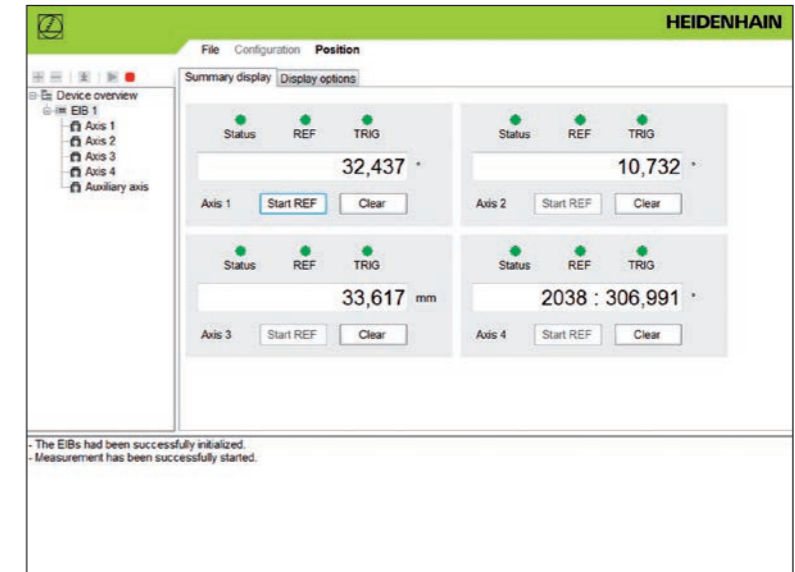 HEIDENHAIN
File Configuration Position
Summary display Display options
Device overview
EIB 1
Axis 1
Axis 2
Axis 3
Axis 4
Auxiliary axis
Status REF TRIG
32,437 °
Axis 1 Start REF Clear
Status REF TRIG
10,732 °
Axis 2 Start REF Clear
Status REF TRIG
33,617 mm
Axis 3 Start REF Clear
Status REF TRIG
2038 : 306,991 °
Axis 4 Start REF Clear
- The EIBs had been successfully initialized.
- Measurement has been successfully started.